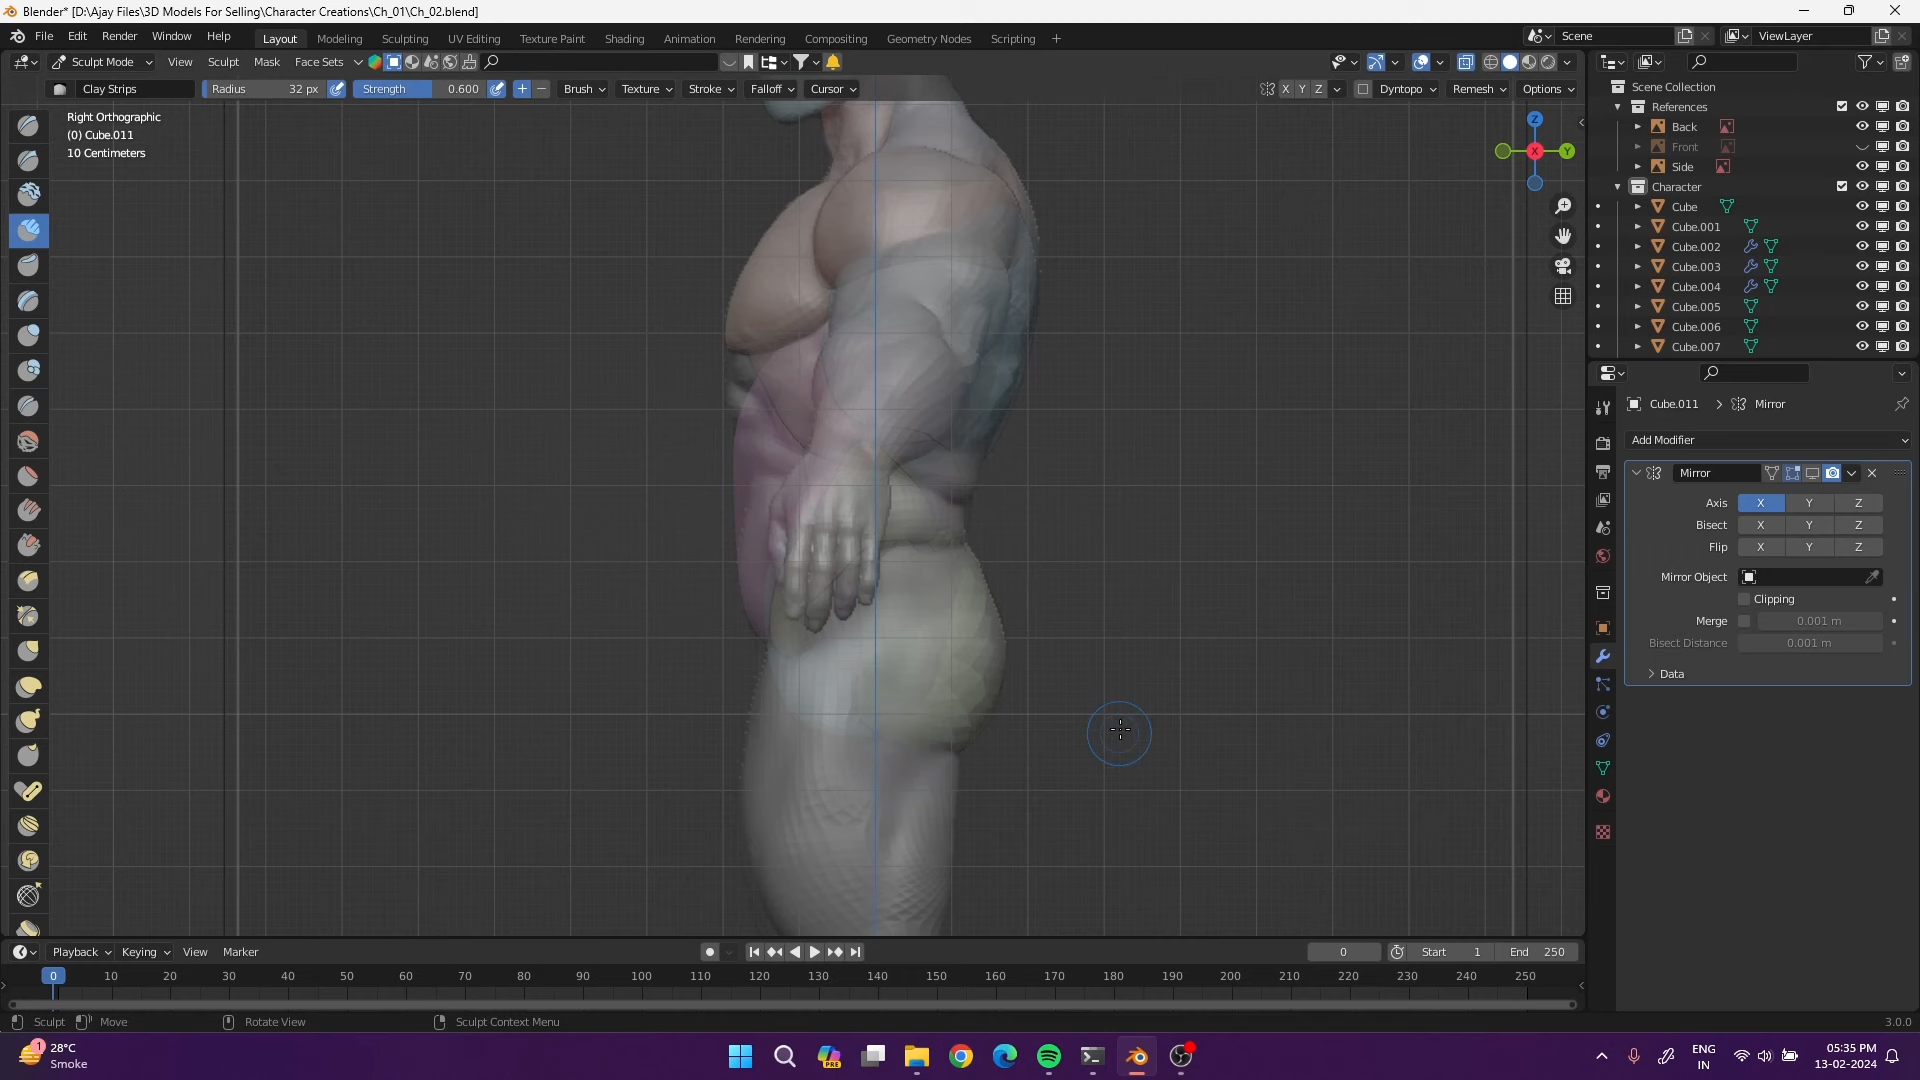 Blender* [D:\Ajay Files\3D Models For Selling\Character Creations\Ch_01\Ch_02.blend]
File Edit Render Window Help Layout Modeling Sculpting UV Editing Texture Paint Shading Animation Rendering Compositing Geometry Nodes Scripting + Scene ViewLayer
Sculpt Mode View Sculpt Mask Face Sets
Clay Strips Radius 32 px Strength 0.600 + − Brush Texture Stroke Falloff Cursor X Y Z Dyntopo Remesh Options
Right Orthographic
(0) Cube.011
10 Centimeters
Z
X
Y
Scene Collection
References
Back
Front
Side
Character
Cube
Cube.001
Cube.002
Cube.003
Cube.004
Cube.005
Cube.006
Cube.007
Cube.011 > Mirror
Add Modifier
Mirror
Axis X Y Z
Bisect X Y Z
Flip X Y Z
Mirror Object
Clipping
Merge 0.001 m
Bisect Distance 0.001 m
Data
Playback Keying View Marker 0 Start 1 End 250
0 10 20 30 40 50 60 70 80 90 100 110 120 130 140 150 160 170 180 190 200 210 220 230 240 250
Sculpt Move Rotate View Sculpt Context Menu 3.0.0
1
28°C
Smoke
PRE
ENG
IN
05:35 PM
13-02-2024